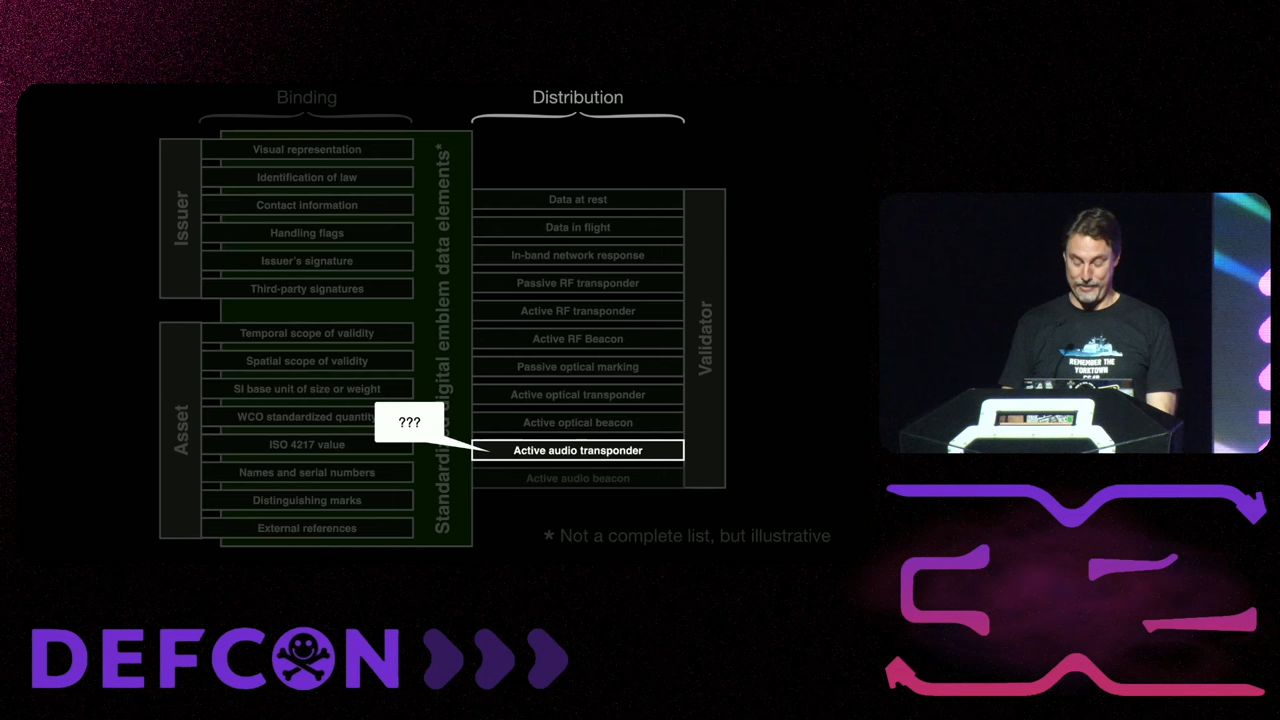 Binding
Distribution
Issuer
Visual representation
Identification of law
Contact information
Handling flags
Issuer's signature
Third-party signatures
Asset
Temporal scope of validity
Spatial scope of validity
SI base unit of size or weight
WCO standardized quantity
ISO 4217 value
Names and serial numbers
Distinguishing marks
External references
Standardized digital emblem data elements*
Data at rest
Data in flight
In-band network response
Passive RF transponder
Active RF transponder
Active RF Beacon
Passive optical marking
Active optical transponder
Active optical beacon
???
Active audio transponder
Active audio beacon
Validator
* Not a complete list, but illustrative
REMEMBER THE
YORKTOWN
DEFCON